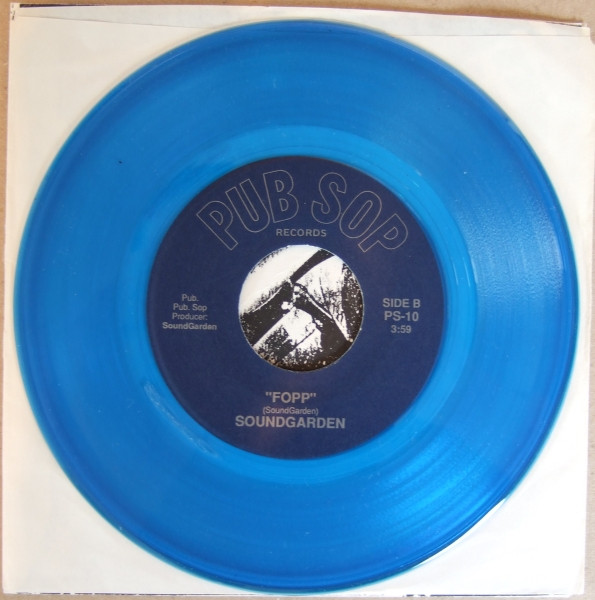 PUB SOP
RECORDS
Pub.
Pub. Sop
Producer:
SoundGarden
SIDE B
PS-10
3:59
"FOPP"
(SoundGarden)
SOUNDGARDEN